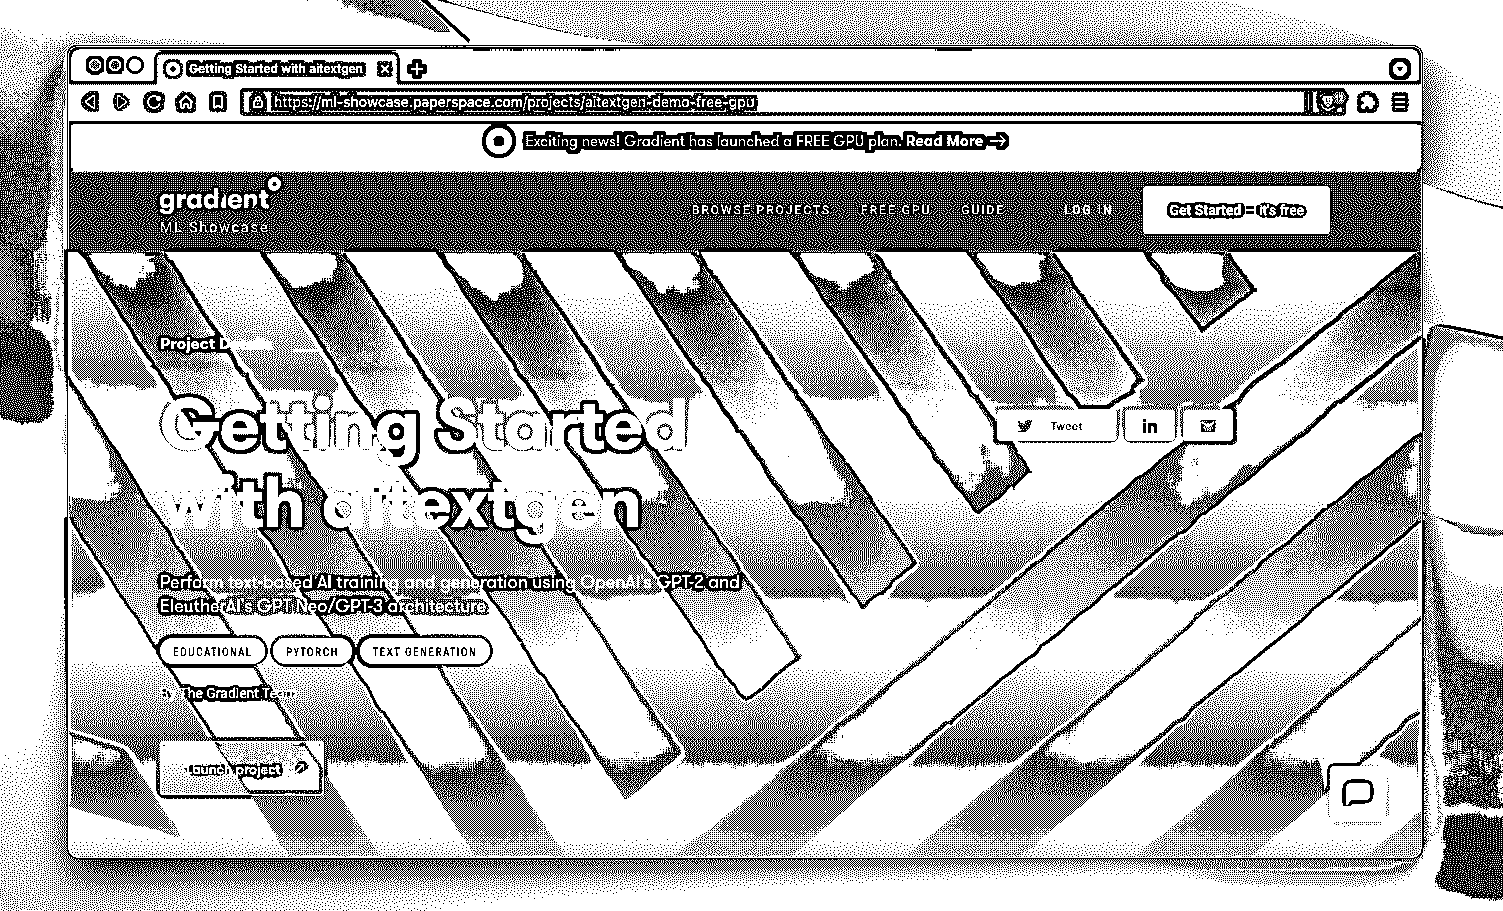 Getting Started with aitextgen
https://ml-showcase.paperspace.com/projects/aitextgen-demo-free-gpu
Exciting news! Gradient has launched a FREE GPU plan. Read More →
gradient
ML Showcase
BROWSE PROJECTS FREE GPU GUIDE LOG IN Get Started - it's free
Project
Getting Started
with aitextgen
Tweet
in
Perform text-based AI training and generation using OpenAI's GPT-2 and
EleutherAI's GPT Neo/GPT-3 architecture
EDUCATIONAL PYTORCH TEXT GENERATION
By The Gradient Team
Launch project